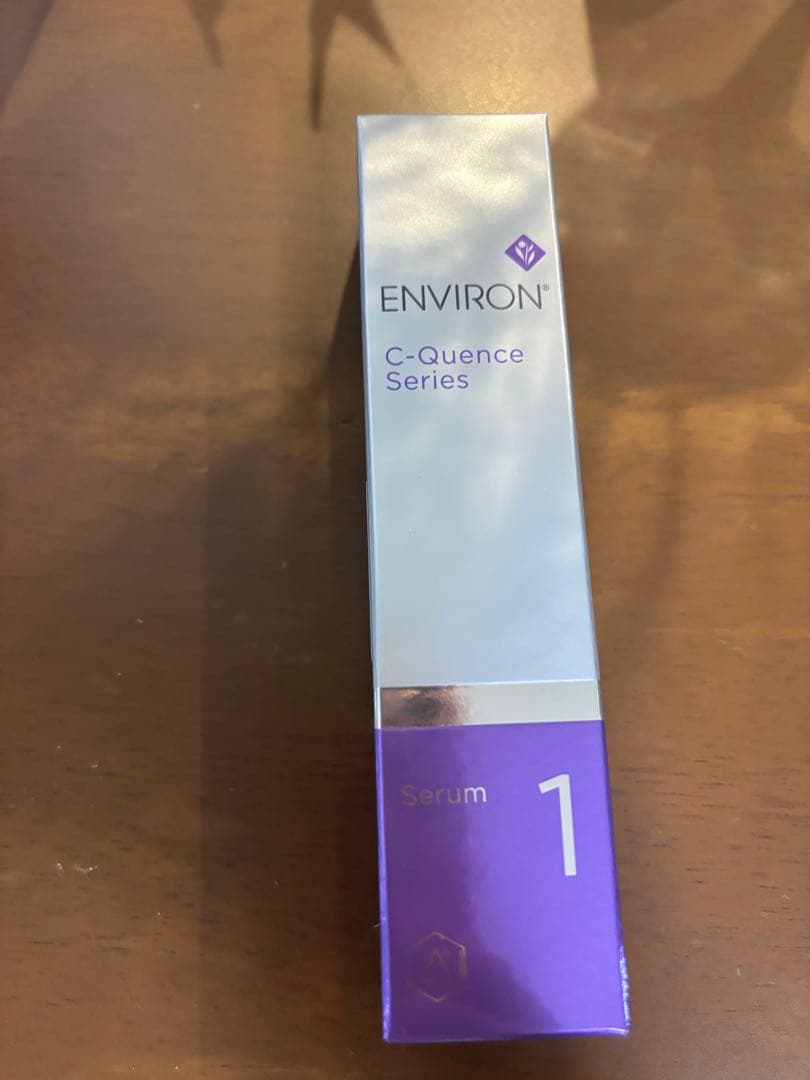 ENVIRON®
C-Quence
Series
Serum 1
A